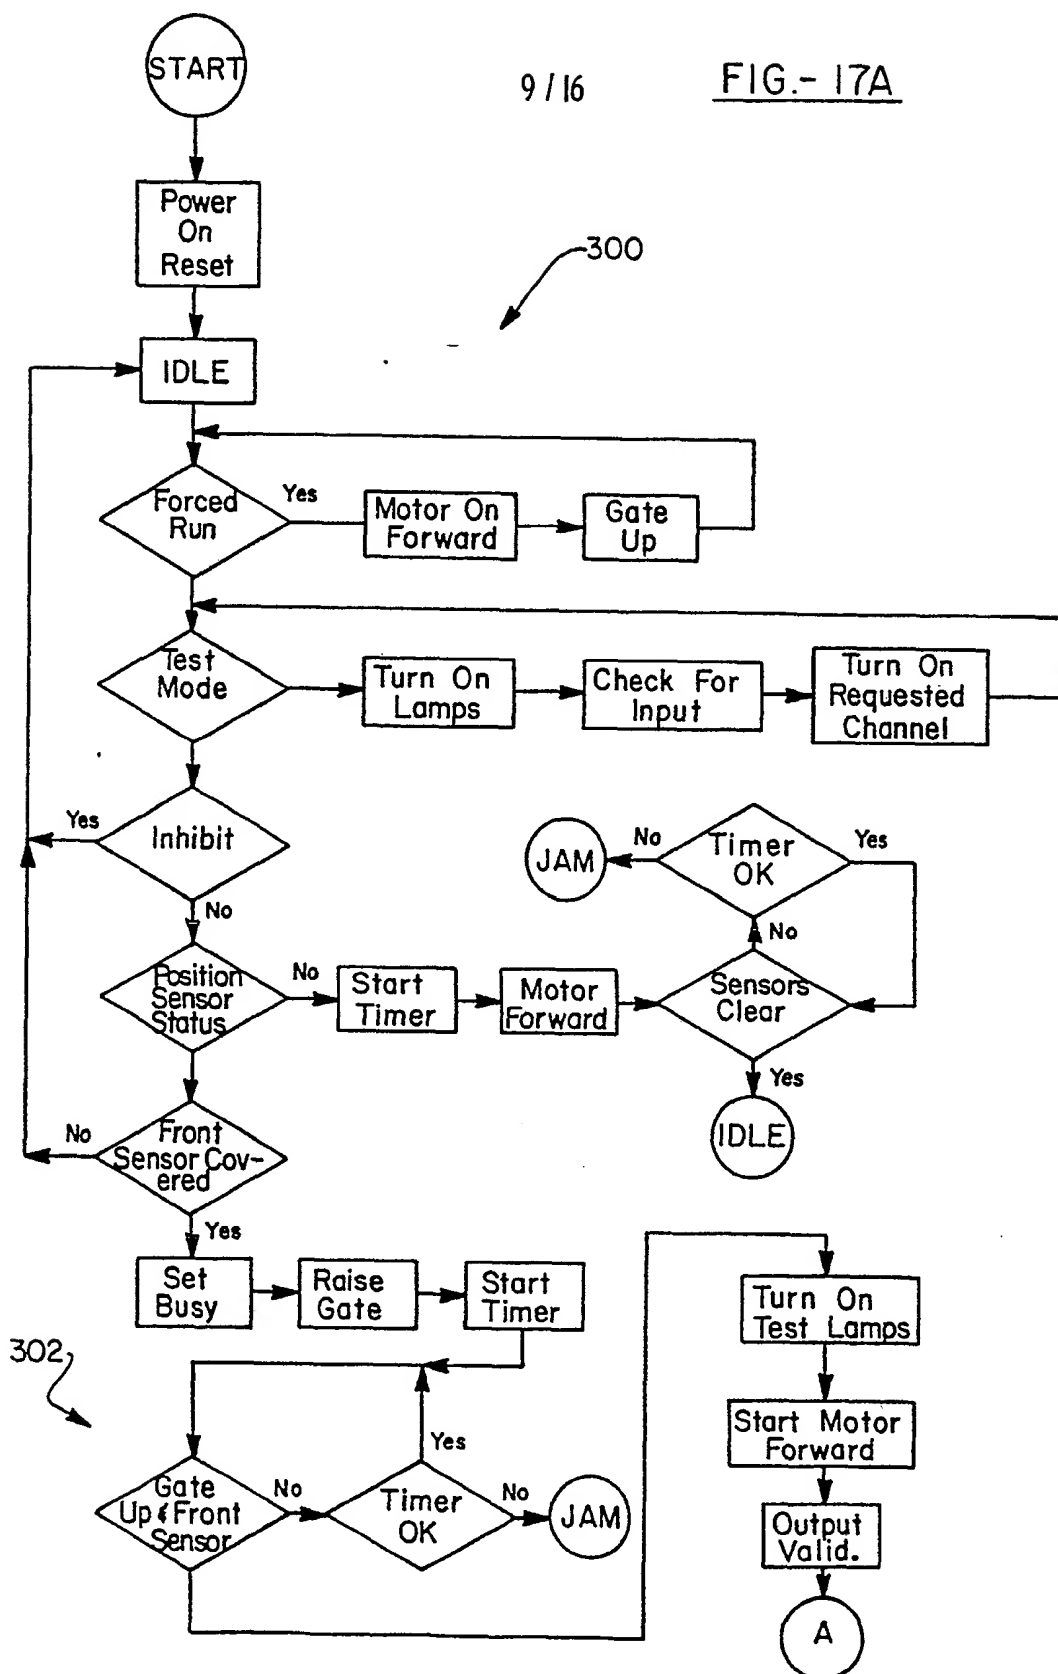 START
9/16
FIG.- 17A
Power
On
Reset
300
IDLE
Forced
Run
Yes
Motor On
Forward
Gate
Up
Test
Mode
Turn On
Lamps
Check For
Input
Turn On
Requested
Channel
Yes
Inhibit
No
JAM
No
Timer
OK
Yes
No
Position
Sensor
Status
No
Start
Timer
Motor
Forward
Sensors
Clear
Yes
IDLE
No
Front
Sensor Cov-
ered
Yes
Set
Busy
Raise
Gate
Start
Timer
Turn On
Test Lamps
302
Start Motor
Forward
Yes
Gate
Up & Front
Sensor
No
Timer
OK
No
JAM
Output
Valid.
A